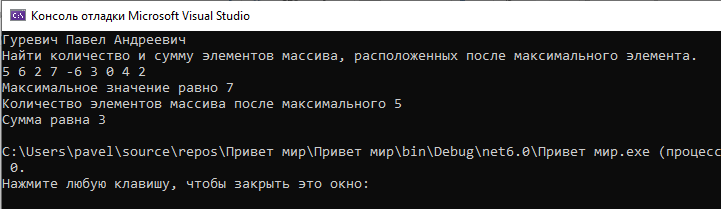 Консоль отладки Microsoft Visual Studio
Гуревич Павел Андреевич
Найти количество и сумму элементов массива, расположенных после максимального элемента.
5 6 2 7 -6 3 0 4 2
Максимальное значение равно 7
Количество элементов массива после максимального 5
Сумма равна 3
C:\Users\pavel\source\repos\Привет мир\Привет мир\bin\Debug\net6.0\Привет мир.exe (процесс
0.
Нажмите любую клавишу, чтобы закрыть это окно: